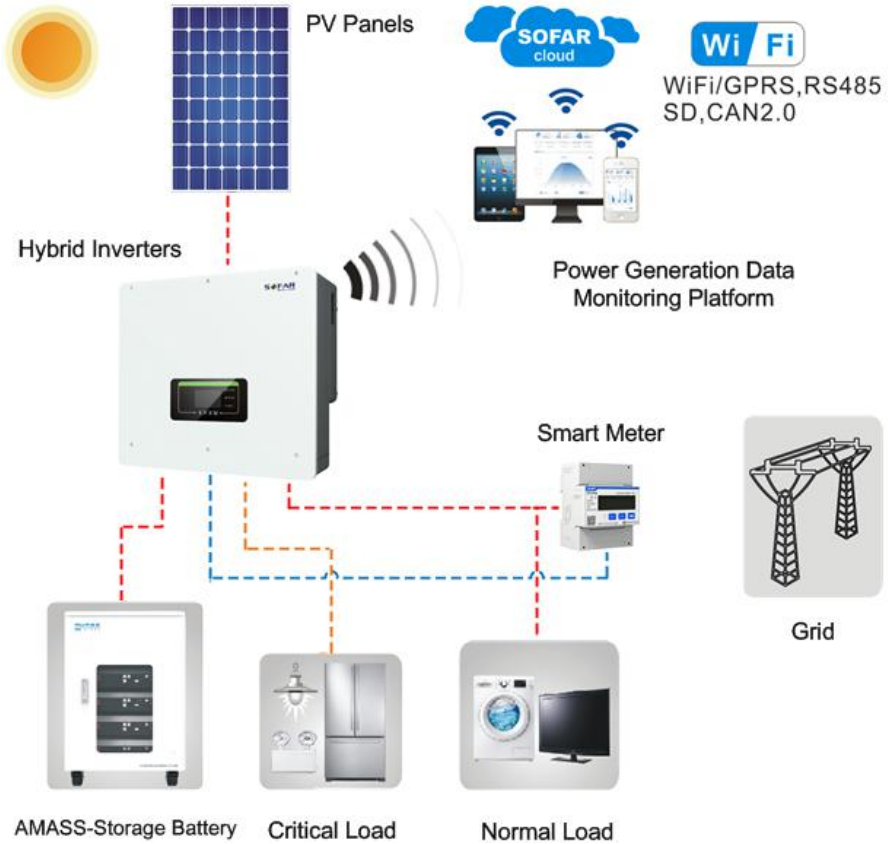 PV Panels
SOFAR
cloud
Wi Fi
WiFi/GPRS,RS485
SD,CAN2.0
Hybrid Inverters
SOFAR
Power Generation Data
Monitoring Platform
Smart Meter
Grid
AMASS-Storage Battery
Critical Load
Normal Load